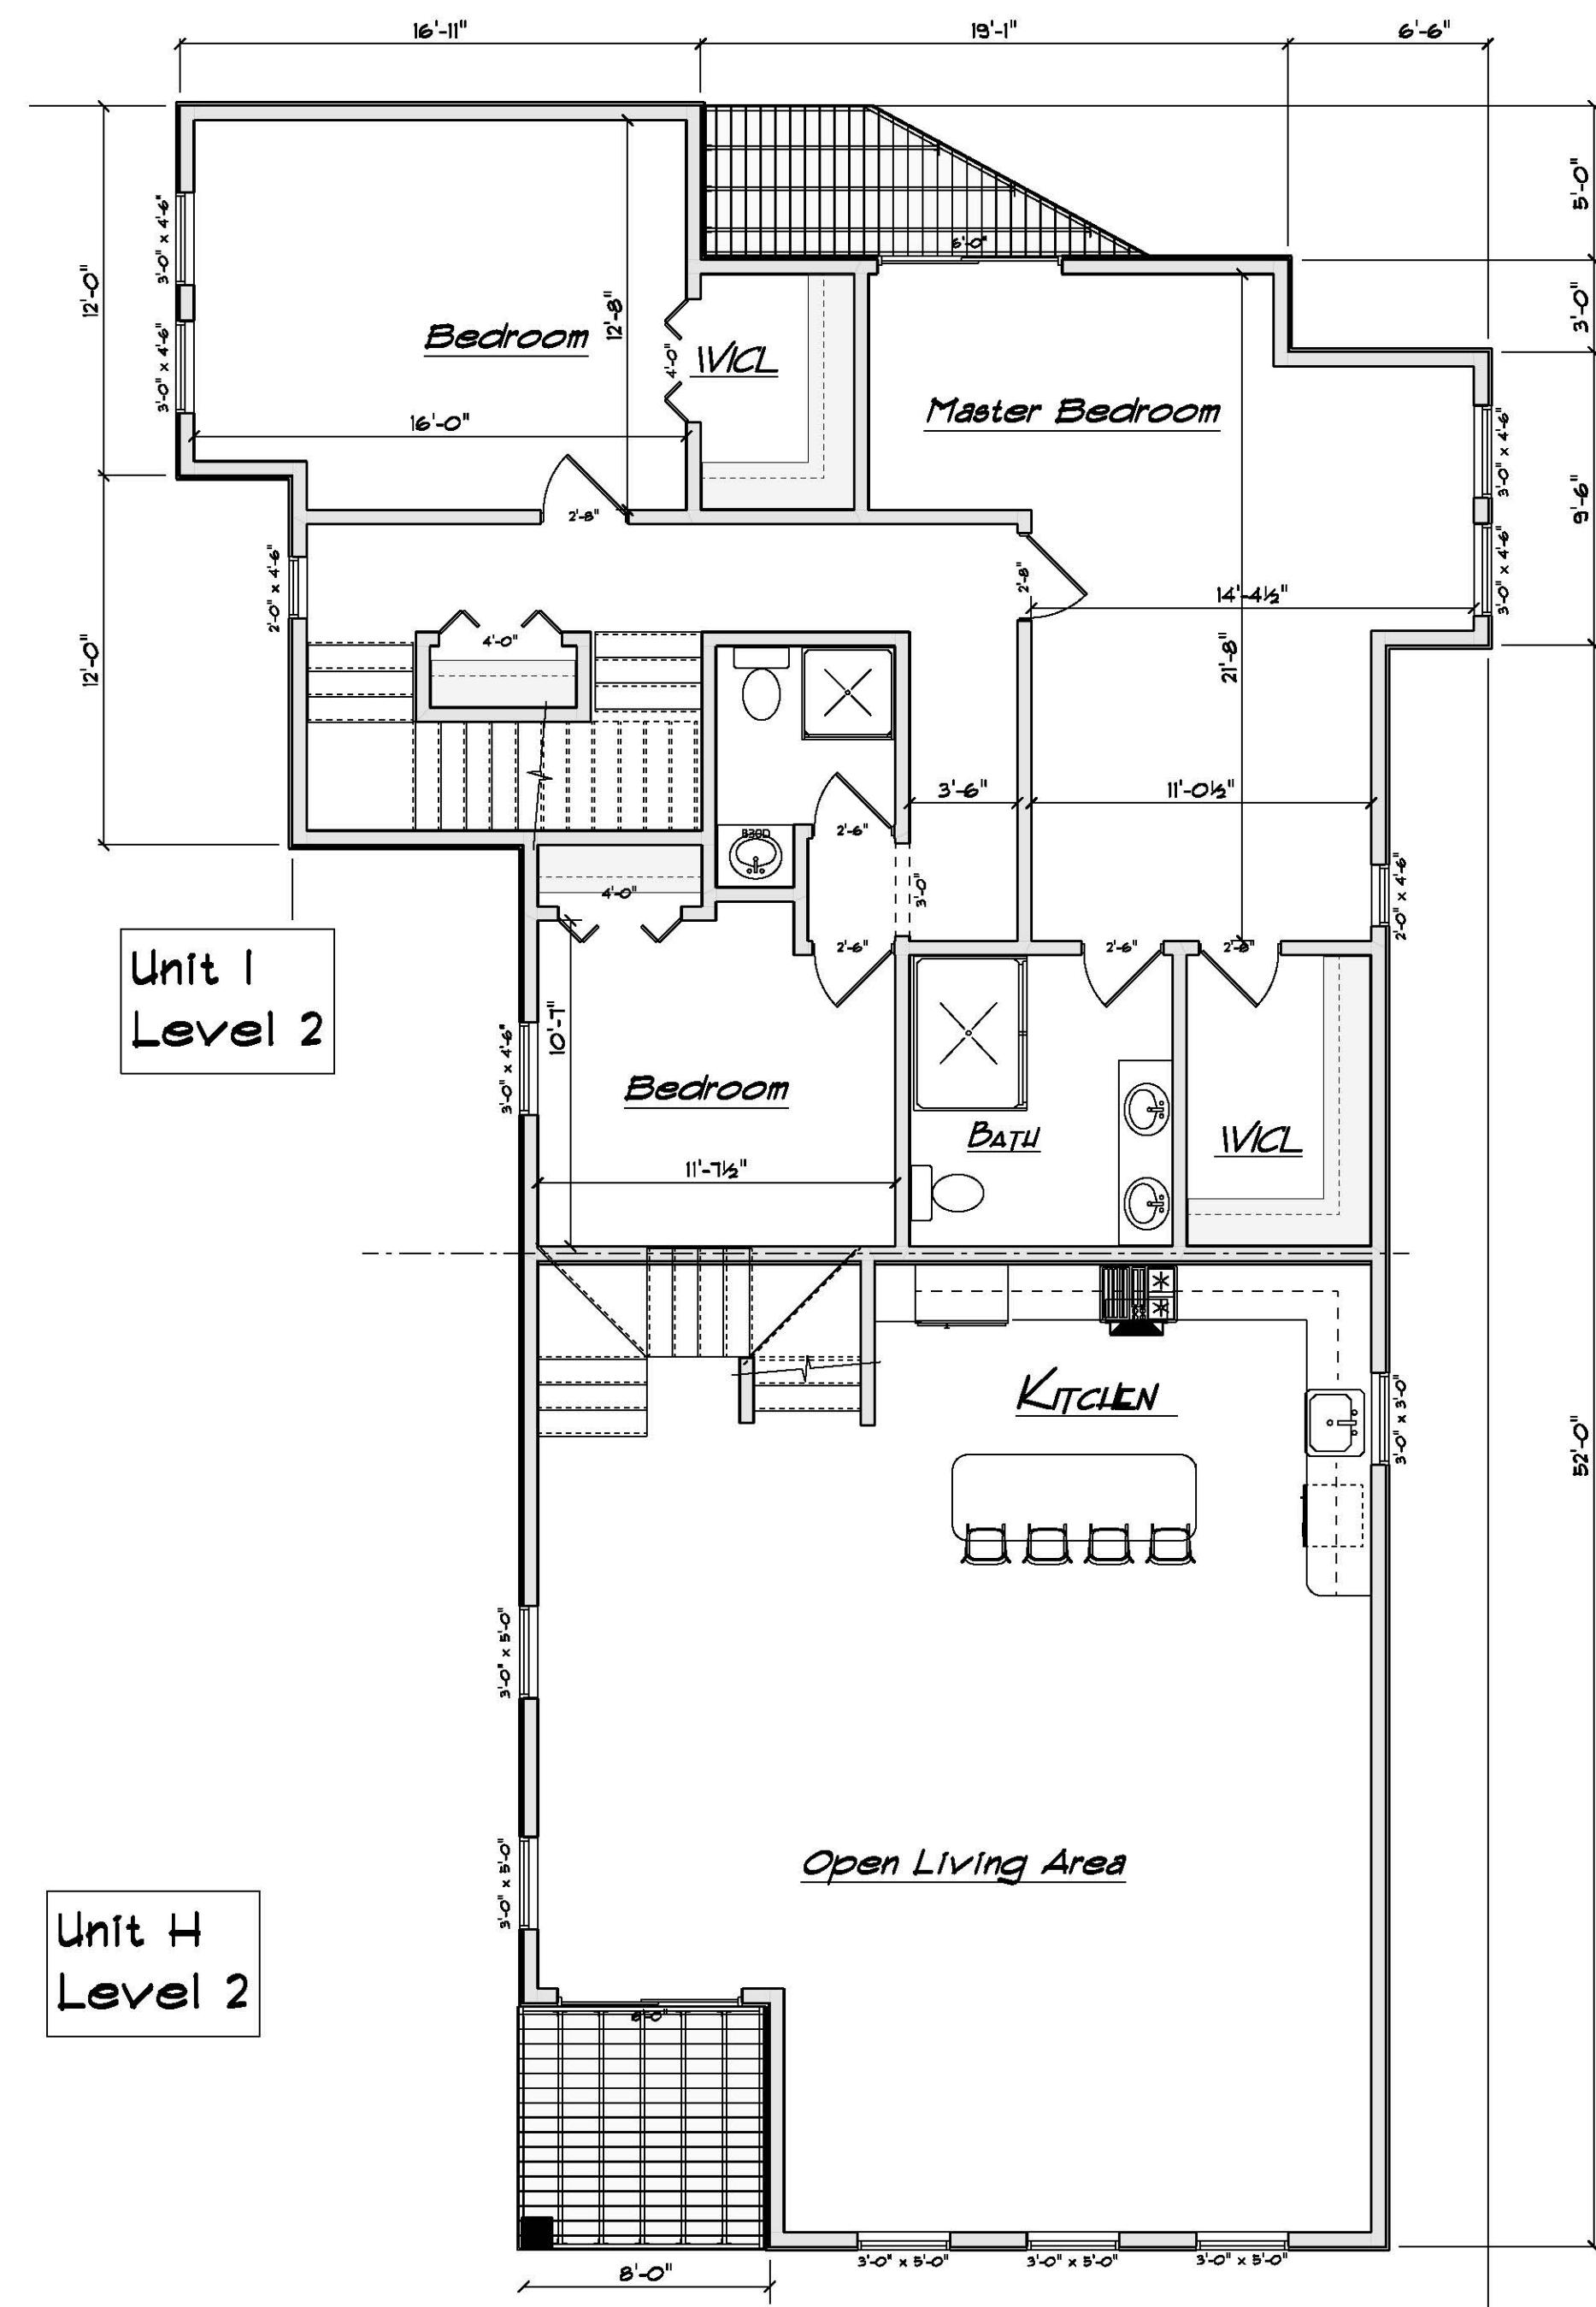 16'-11" 19'-1" 6'-6"
5'-0"
3'-0" x 4'-6"
6'-0"
12'-0"
12'-8"
3'-0"
Bedroom
4'-0"
WICL
3'-0" x 4'-6"
Master Bedroom
16'-0"
3'-0" x 4'-6"
9'-6"
2'-8"
2'-0" x 4'-6"
2'-8"
3'-0" x 4'-6"
14'-4½"
4'-0"
12'-0"
21'-8"
3'-6"
11'-0½"
B30D
2'-6"
4'-0"
3'-0"
2'-0" x 4'-6"
2'-6"
2'-6"
2'-6"
Unit I
Level 2
10'-7"
3'-0" x 4'-6"
Bedroom
BATH
WICL
11'-7½"
KITCHEN
3'-0" x 3'-0"
52'-0"
3'-0" x 5'-0"
Open Living Area
3'-0" x 5'-0"
Unit H
Level 2
8'-0"
3'-0" x 5'-0" 3'-0" x 5'-0" 3'-0" x 5'-0"
8'-0"